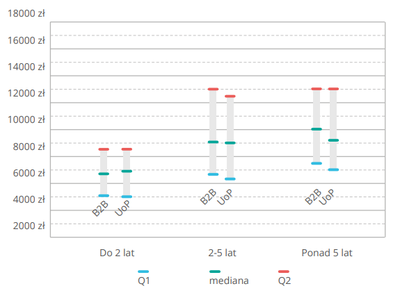 18000 zł
16000 zł
14000 zł
12000 zł
10000 zł
8000 zł
6000 zł
4000 zł
2000 zł
B2B UoP B2B UoP B2B UoP
Do 2 lat 2-5 lat Ponad 5 lat
Q1 mediana Q2